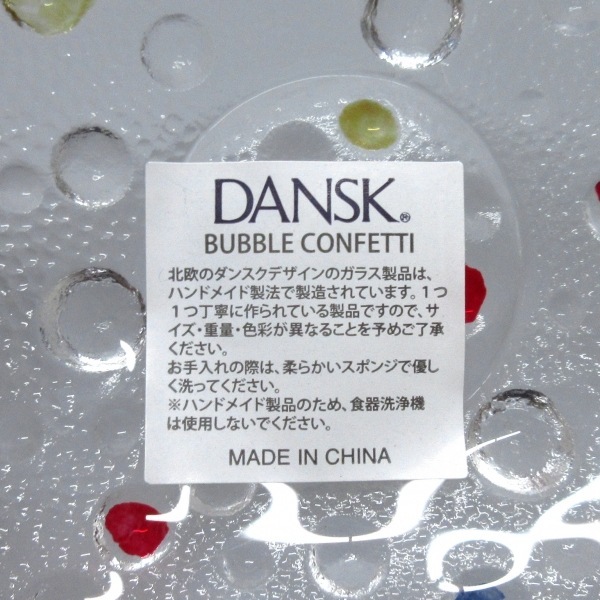 DANSK®
BUBBLE CONFETTI
北欧のダンスクデザインのガラス製品は、
ハンドメイド製法で製造されています。1つ
1つ丁寧に作られている製品ですので、サ
イズ・重量・色彩が異なることを予めご了承
ください。
お手入れの際は、柔らかいスポンジで優し
く洗ってください。
※ハンドメイド製品のため、食器洗浄機
は使用しないでください。
MADE IN CHINA